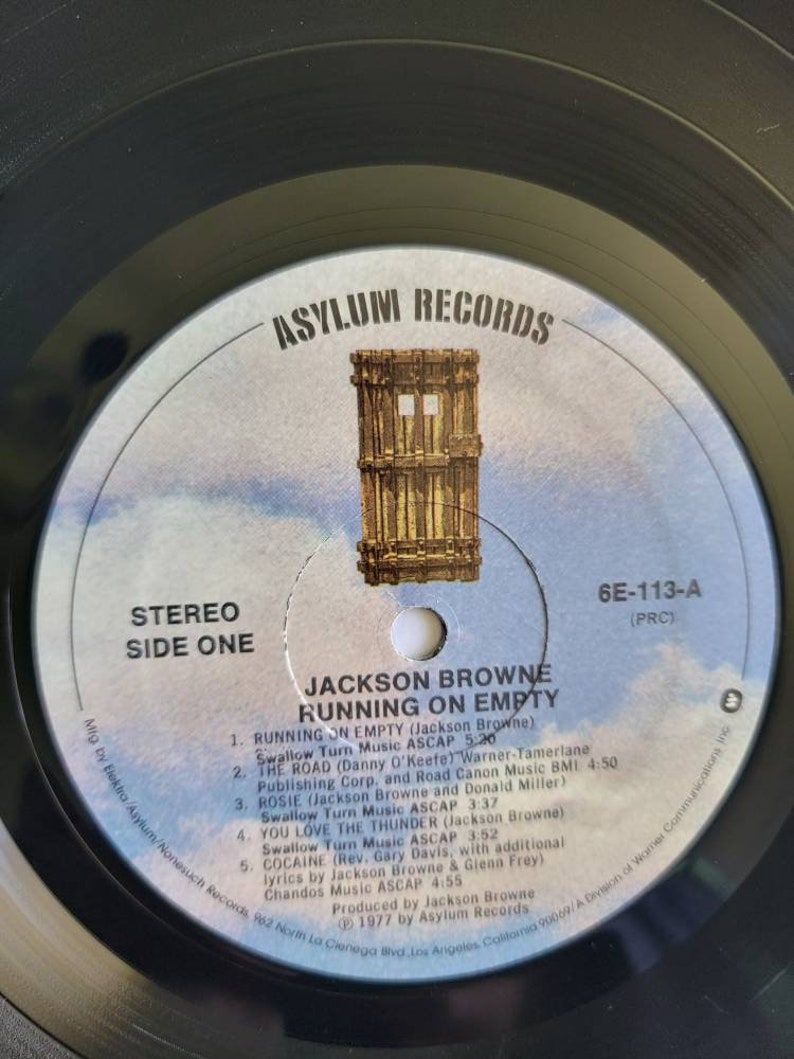 ASYLUM RECORDS
STEREO
SIDE ONE
6E-113-A
(PRC)
JACKSON BROWNE
RUNNING ON EMPTY
1. RUNNING ON EMPTY (Jackson Browne)
Swallow Turn Music ASCAP 5:20
2. THE ROAD (Danny O'Keefe) Warner-Tamerlane
Publishing Corp. and Road Canon Music BMI 4:50
3. ROSIE (Jackson Browne and Donald Miller)
Swallow Turn Music ASCAP 3:37
4. YOU LOVE THE THUNDER (Jackson Browne)
Swallow Turn Music ASCAP 3:52
5. COCAINE (Rev. Gary Davis, with additional
lyrics by Jackson Browne & Glenn Frey)
Chandos Music ASCAP 4:55
Produced by Jackson Browne
℗ 1977 by Asylum Records
Mfg. by Elektra/Asylum/Nonesuch Records, 962 North La Cienega Blvd., Los Angeles, California 90069/A Division of Warner Communications Inc.